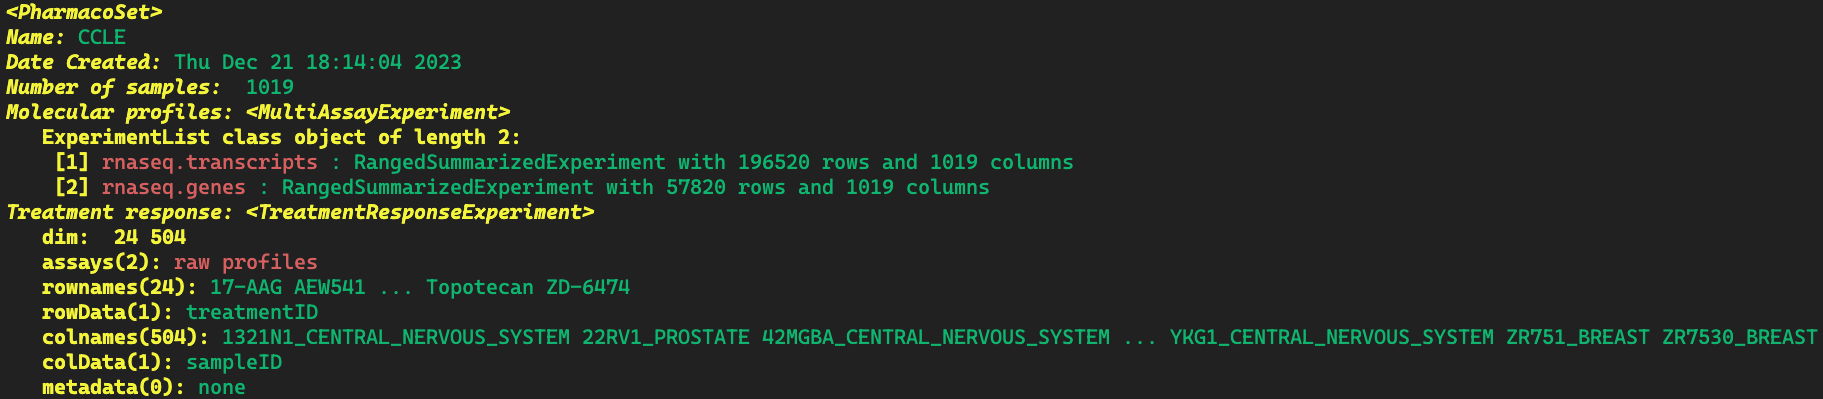 <PharmacoSet>
Name: CCLE
Date Created: Thu Dec 21 18:14:04 2023
Number of samples:  1019
Molecular profiles: <MultiAssayExperiment>
   ExperimentList class object of length 2:
    [1] rnaseq.transcripts : RangedSummarizedExperiment with 196520 rows and 1019 columns
    [2] rnaseq.genes : RangedSummarizedExperiment with 57820 rows and 1019 columns
Treatment response: <TreatmentResponseExperiment>
   dim:  24 504
   assays(2): raw profiles
   rownames(24): 17-AAG AEW541 ... Topotecan ZD-6474
   rowData(1): treatmentID
   colnames(504): 1321N1_CENTRAL_NERVOUS_SYSTEM 22RV1_PROSTATE 42MGBA_CENTRAL_NERVOUS_SYSTEM ... YKG1_CENTRAL_NERVOUS_SYSTEM ZR751_BREAST ZR7530_BREAST
   colData(1): sampleID
   metadata(0): none